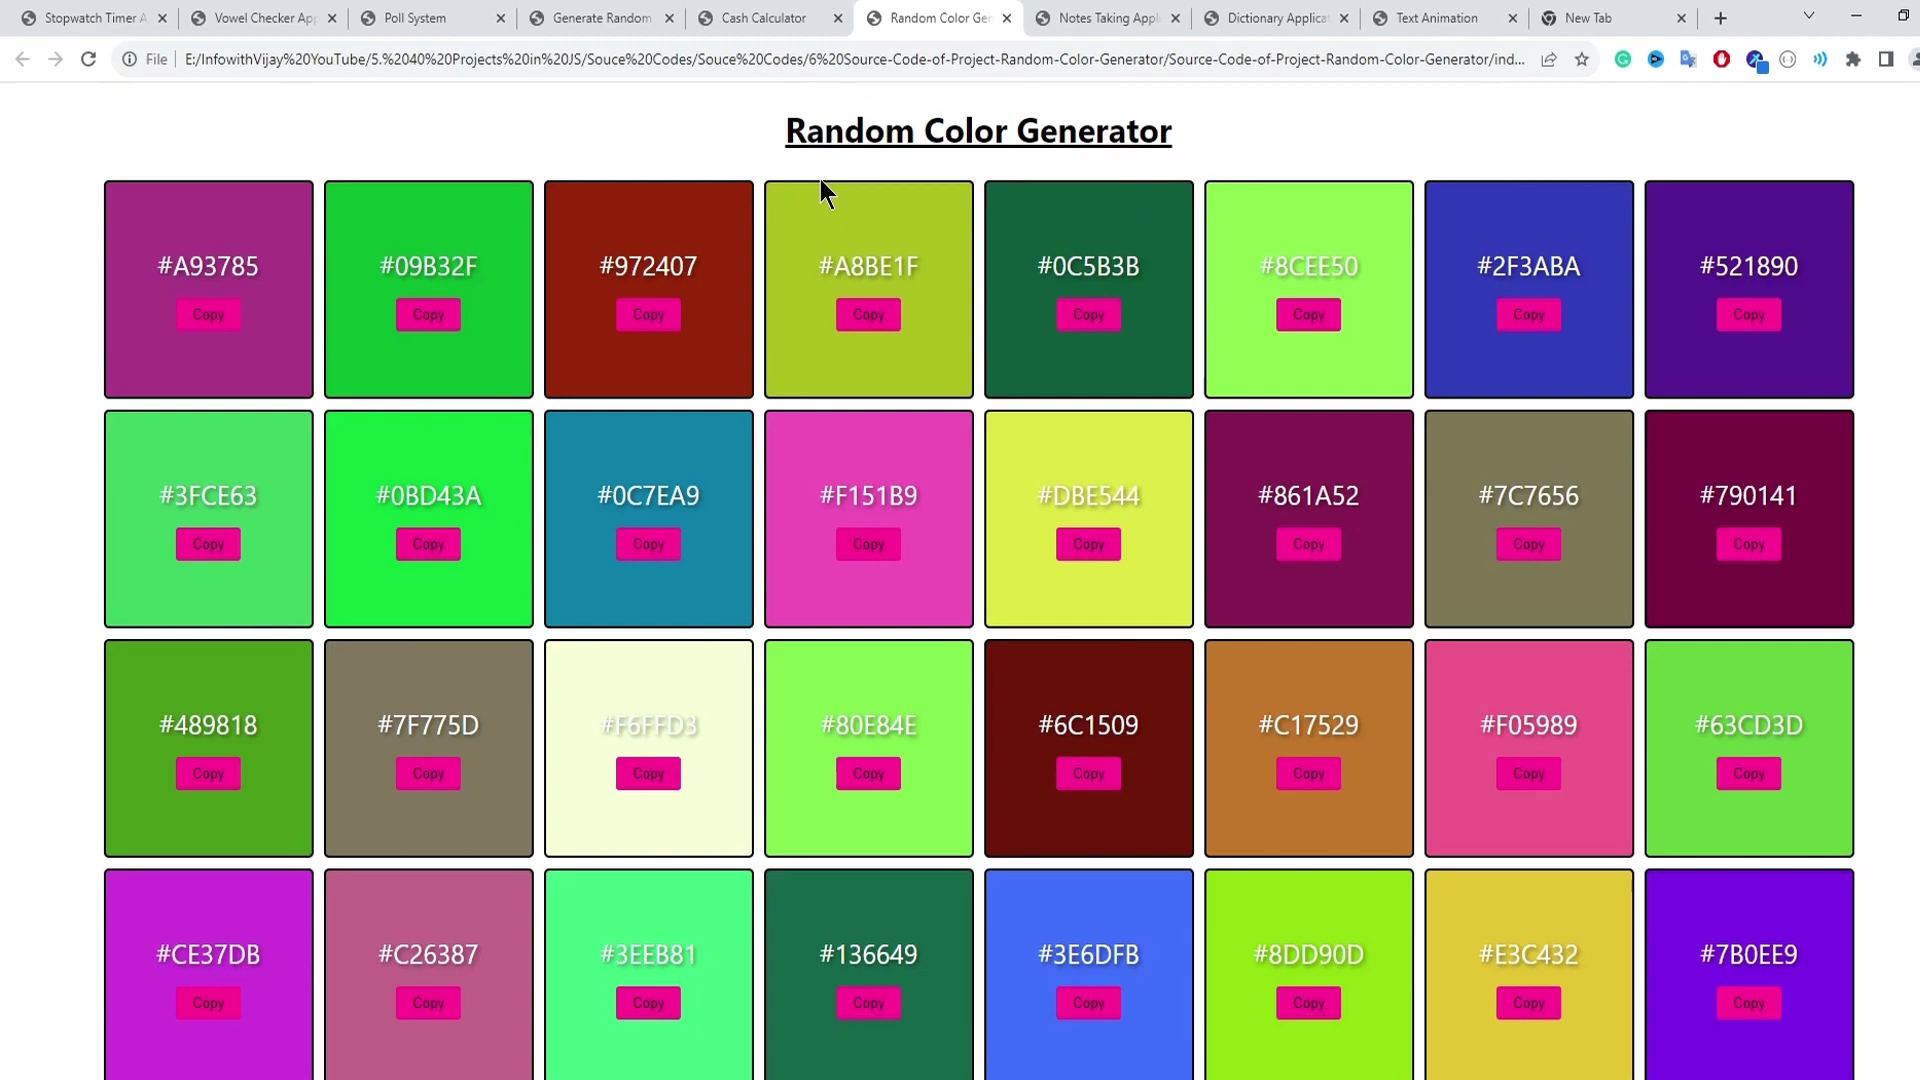 Stopwatch Timer A
Vowel Checker App
Poll System
Generate Random
Cash Calculator
Random Color Gen
Notes Taking Appl
Dictionary Applicat
Text Animation
New Tab
File E:/InfowithVijay%20YouTube/5.%2040%20Projects%20in%20JS/Souce%20Codes/Souce%20Codes/6%20Source-Code-of-Project-Random-Color-Generator/Source-Code-of-Project-Random-Color-Generator/ind...
Random Color Generator
#A93785 #09B32F #972407 #A8BE1F #0C5B3B #8CEE50 #2F3ABA #521890
Copy Copy Copy Copy Copy Copy Copy Copy
#3FCE63 #0BD43A #0C7EA9 #F151B9 #DBE544 #861A52 #7C7656 #790141
Copy Copy Copy Copy Copy Copy Copy Copy
#489818 #7F775D #F6FFD3 #80E84E #6C1509 #C17529 #F05989 #63CD3D
Copy Copy Copy Copy Copy Copy Copy Copy
#CE37DB #C26387 #3EEB81 #136649 #3E6DFB #8DD90D #E3C432 #7B0EE9
Copy Copy Copy Copy Copy Copy Copy Copy